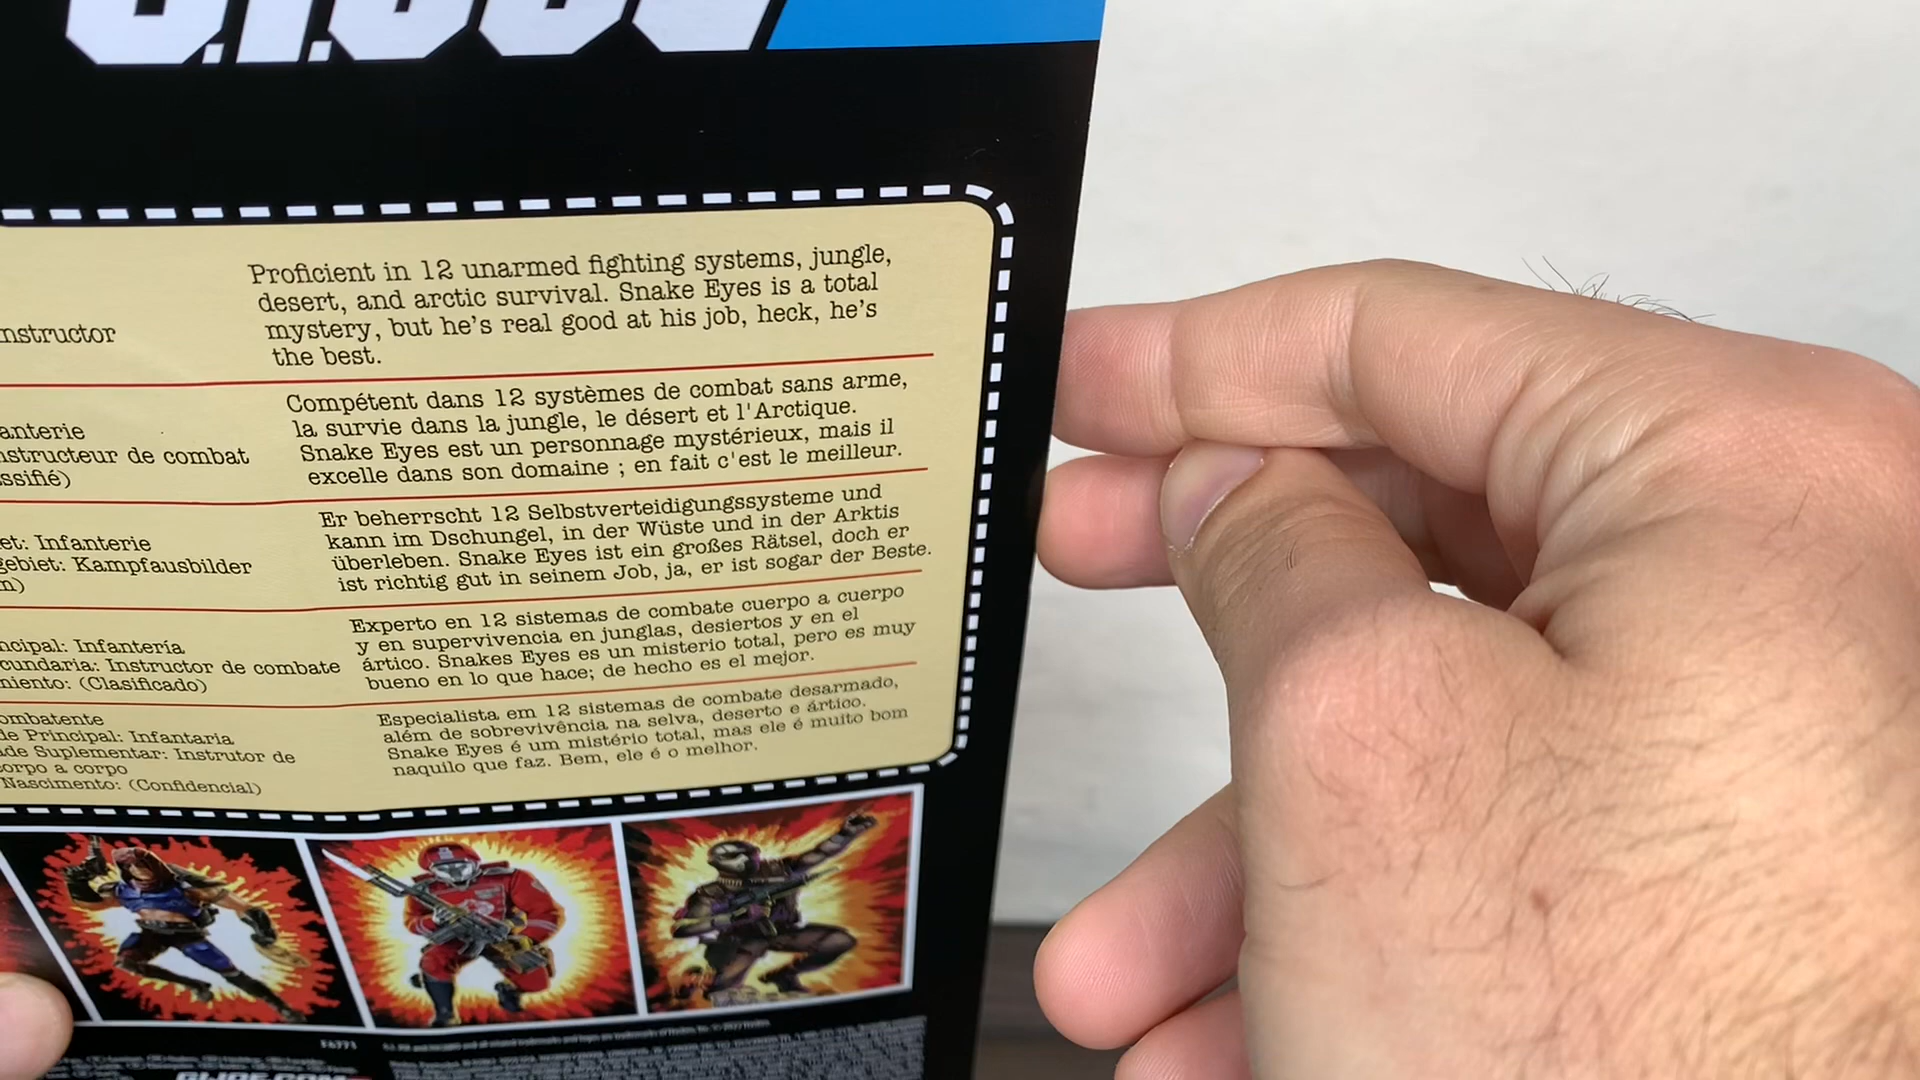 G.I. JOE
Proficient in 12 unarmed fighting systems, jungle,
desert, and arctic survival. Snake Eyes is a total
mystery, but he's real good at his job, heck, he's
the best.
nstructor
Compétent dans 12 systèmes de combat sans arme,
la survie dans la jungle, le désert et l'Arctique.
Snake Eyes est un personnage mystérieux, mais il
excelle dans son domaine ; en fait c'est le meilleur.
anterie
nstructeur de combat
ssifié)
Er beherrscht 12 Selbstverteidigungssysteme und
kann im Dschungel, in der Wüste und in der Arktis
überleben. Snake Eyes ist ein großes Rätsel, doch er
ist richtig gut in seinem Job, ja, er ist sogar der Beste.
et: Infanterie
gebiet: Kampfausbilder
n)
Experto en 12 sistemas de combate cuerpo a cuerpo
y en supervivencia en junglas, desiertos y en el
ártico. Snakes Eyes es un misterio total, pero es muy
bueno en lo que hace; de hecho es el mejor.
ncipal: Infantería
cundaria: Instructor de combate
niento: (Clasificado)
Especialista em 12 sistemas de combate desarmado,
além de sobrevivência na selva, deserto e ártico.
Snake Eyes é um mistério total, mas ele é muito bom
naquilo que faz. Bem, ele é o melhor.
ombatente
de Principal: Infantaria
ade Suplementar: Instrutor de
corpo a corpo
Nascimento: (Confidencial)
GIJOE.COM